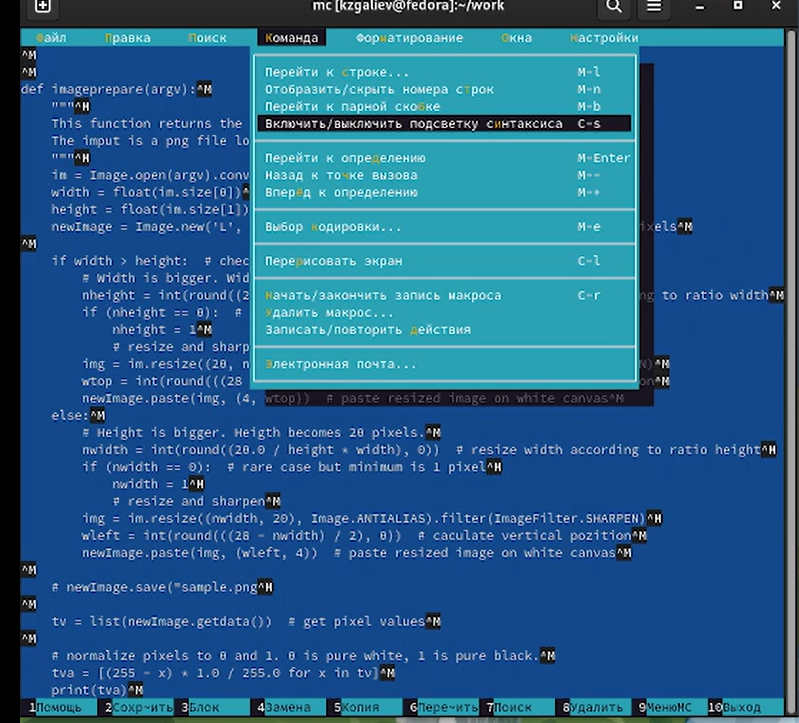 mc [kzgaliev@fedora]:~/work
Файл Правка Поиск Команда Форматирование Окна Настройки
^M
^M
def imageprepare(argv):^M
"""^M
This function returns the
The imput is a png file lo
"""^M
im = Image.open(argv).conv
width = float(im.size[0])^
height = float(im.size[1])
newImage = Image.new('L', ixels^M
^M
if width > height: # chec
# Width is bigger. Wid
nheight = int(round((2 ng to ratio width^M
if (nheight == 0): #
nheight = 1^M
# resize and sharp
img = im.resize((20, n N)^M
wtop = int(round(((28 on^M
newImage.paste(img, (4, wtop)) # paste resized image on white canvas^M
Перейти к строке... M-l
Отобразить/скрыть номера строк M-n
Перейти к парной скобке M-b
Включить/выключить подсветку синтаксиса C-s
Перейти к определению M-Enter
Назад к точке вызова M--
Вперёд к определению M-+
Выбор кодировки... M-e
Перерисовать экран C-l
Начать/закончить запись макроса C-r
Удалить макрос...
Записать/повторить действия
Электронная почта...
else:^M
# Height is bigger. Heigth becomes 20 pixels.^M
nwidth = int(round((20.0 / height * width), 0)) # resize width according to ratio height^M
if (nwidth == 0): # rare case but minimum is 1 pixel^M
nwidth = 1^M
# resize and sharpen^M
img = im.resize((nwidth, 20), Image.ANTIALIAS).filter(ImageFilter.SHARPEN)^M
wleft = int(round(((28 - nwidth) / 2), 0)) # caculate vertical pozition^M
newImage.paste(img, (wleft, 4)) # paste resized image on white canvas^M
^M
# newImage.save("sample.png^M
^M
tv = list(newImage.getdata()) # get pixel values^M
^M
# normalize pixels to 0 and 1. 0 is pure white, 1 is pure black.^M
tva = [(255 - x) * 1.0 / 255.0 for x in tv]^M
print(tva)^M
1Помощь 2Сохр~ить 3Блок 4Замена 5Копия 6Пере~ить 7Поиск 8Удалить 9МенюМС 10Выход